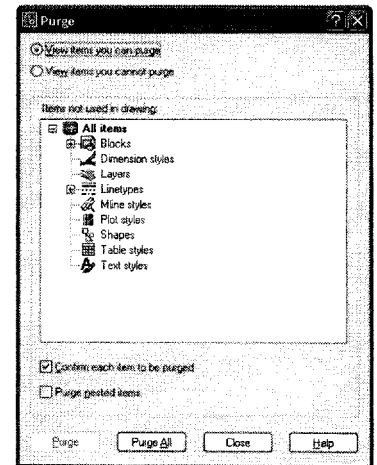 Purge
View items you can purge
View items you cannot purge
Items not used in drawing:
All items
Blocks
Dimension styles
Layers
Linetypes
Mline styles
Plot styles
Shapes
Table styles
Text styles
Confirm each item to be purged
Purge nested items
Purge Purge All Close Help